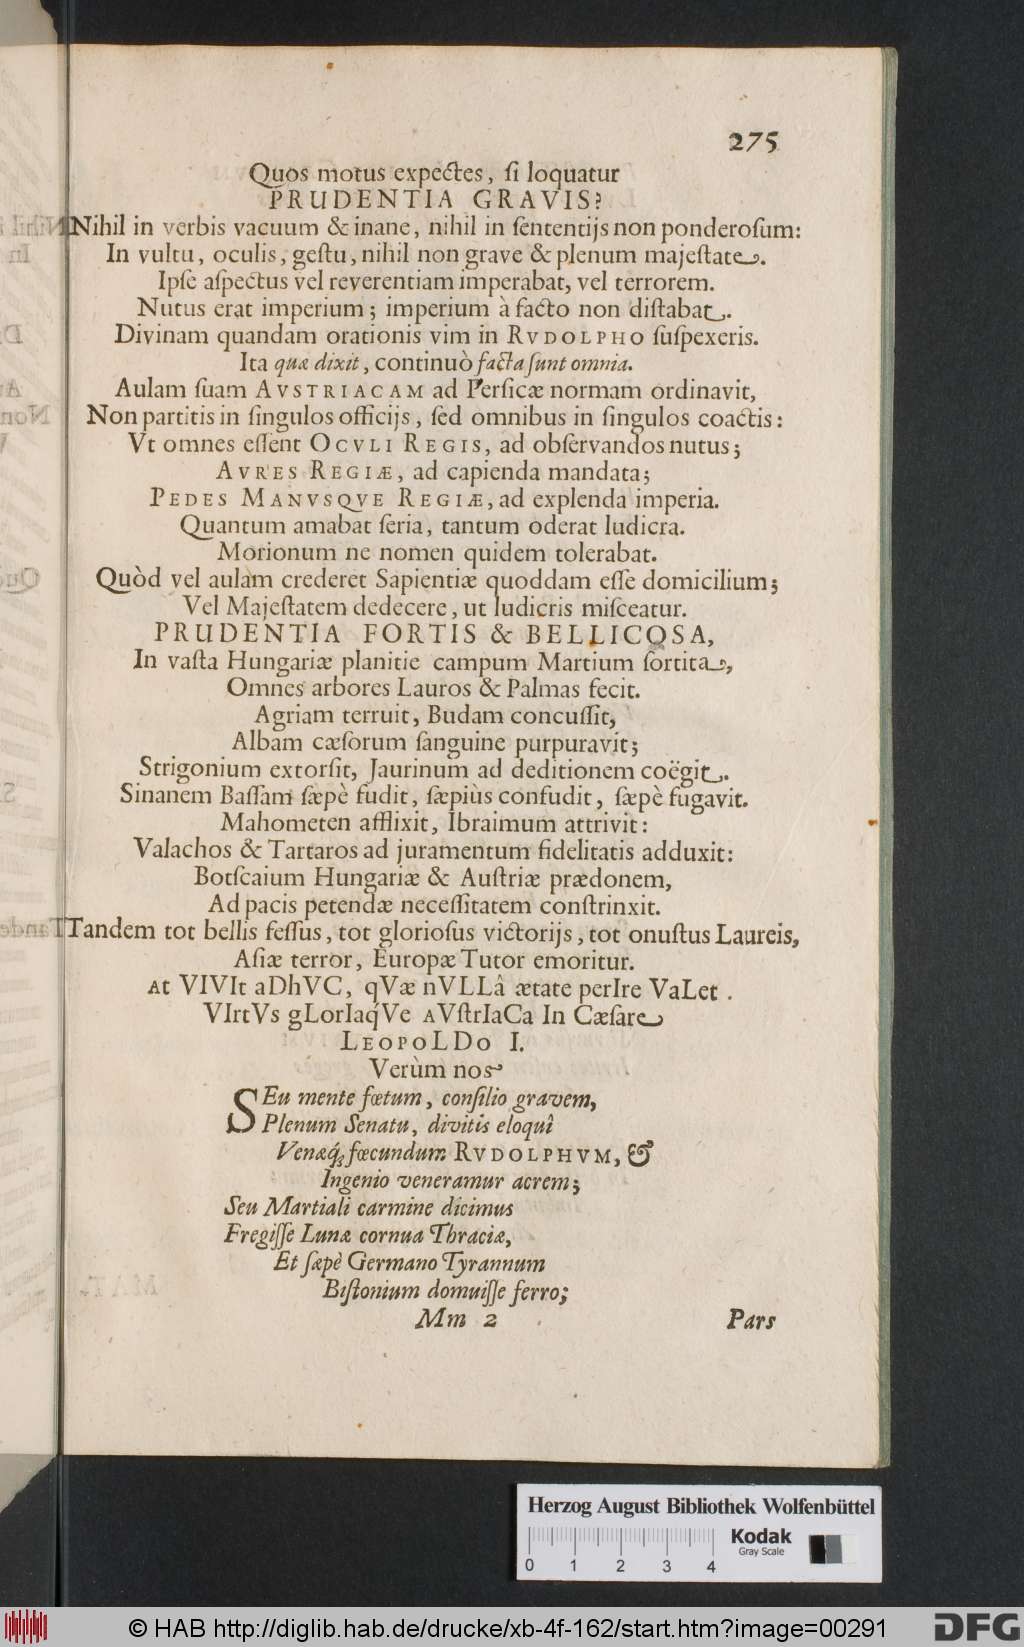 275
Quos motus expectes, ſi loquatur
PRUDENTIA GRAVIS?
Nihil in verbis vacuum & inane, nihil in ſententijs non ponderoſum:
In vultu, oculis, geſtu, nihil non grave & plenum majeſtate.
Ipſe aſpectus vel reverentiam imperabat, vel terrorem.
Nutus erat imperium; imperium à facto non diſtabat.
Divinam quandam orationis vim in RVDOLPHO ſuſpexeris.
Ita quæ dixit, continuò facta ſunt omnia.
Aulam ſuam AVSTRIACAM ad Perſicæ normam ordinavit,
Non partitis in ſingulos officijs, ſed omnibus in ſingulos coactis:
Vt omnes eſſent OCVLI REGIS, ad obſervandos nutus;
AVRES REGIÆ, ad capienda mandata;
PEDES MANVSQVE REGIÆ, ad explenda imperia.
Quantum amabat ſeria, tantum oderat ludicra.
Morionum ne nomen quidem tolerabat.
Quòd vel aulam crederet Sapientiæ quoddam eſſe domicilium;
Vel Majeſtatem dedecere, ut ludicris miſceatur.
PRUDENTIA FORTIS & BELLICOSA,
In vaſta Hungariæ planitie campum Martium ſortita,
Omnes arbores Lauros & Palmas fecit.
Agriam terruit, Budam concuſſit,
Albam cæſorum ſanguine purpuravit;
Strigonium extorſit, Jaurinum ad deditionem coëgit.
Sinanem Baſſam ſæpè fudit, ſæpiùs confudit, ſæpè fugavit.
Mahometen afflixit, Ibraimum attrivit:
Valachos & Tartaros ad juramentum fidelitatis adduxit:
Botſcaium Hungariæ & Auſtriæ prædonem,
Ad pacis petendæ neceſſitatem conſtrinxit.
Tandem tot bellis feſſus, tot glorioſus victorijs, tot onuſtus Laureis,
Aſiæ terror, Europæ Tutor emoritur.
At VIVIt aDhVC, qVæ nVLLâ ætate perIre VaLet.
VIrtVs gLorIaq́Ve AVſtrIaCa In Cæſare
LEOPOLDO I.
Verùm nos
SEu mente fœtum, conſilio gravem,
Plenum Senatu, divitis eloquî
Venæq́; fœcundum RVDOLPHVM, &
Ingenio veneramur acrem;
Seu Martiali carmine dicimus
Fregiſſe Lunæ cornua Thraciæ,
Et ſæpè Germano Tyrannum
Biſtonium domuiſſe ferro;
Mm 2 Pars
Herzog August Bibliothek Wolfenbüttel
0 1 2 3 4
Kodak
Gray Scale
© HAB http://diglib.hab.de/drucke/xb-4f-162/start.htm?image=00291
DFG